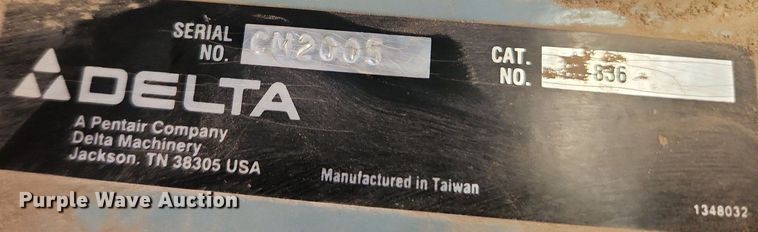 SERIAL NO. CM2005
CAT. NO. 836
DELTA
A Pentair Company
Delta Machinery
Jackson, TN 38305 USA
Manufactured in Taiwan
1348032
Purple Wave Auction